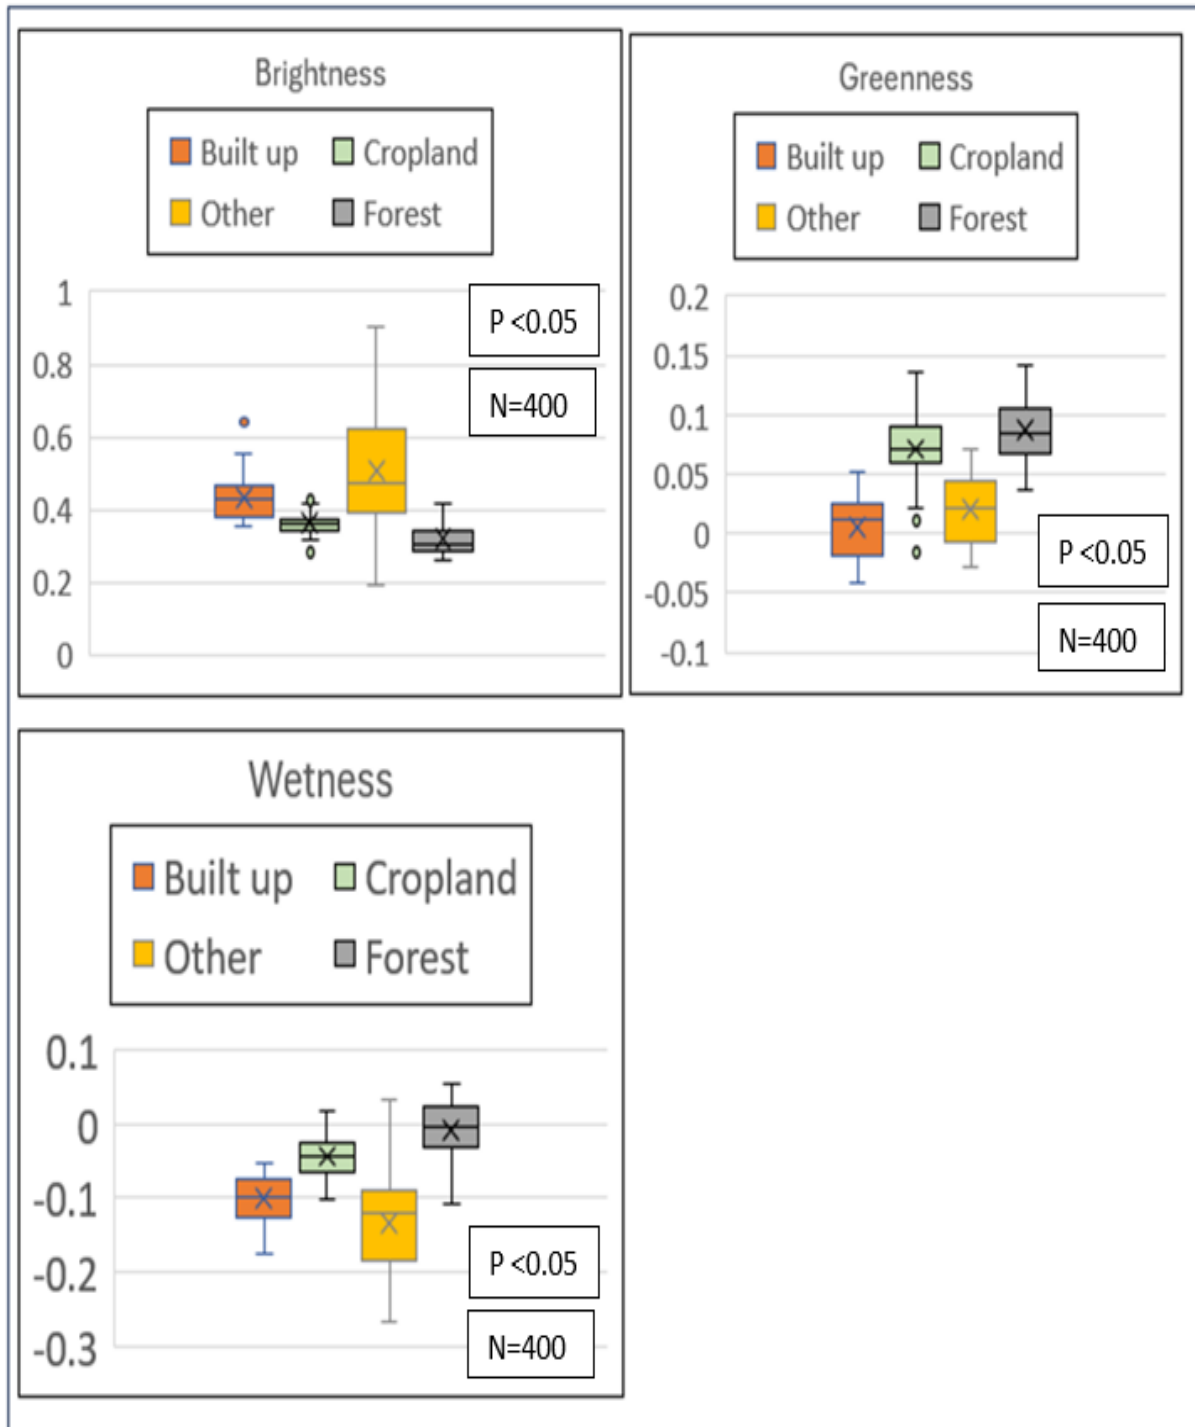 Brightness
Built up Cropland
Other Forest
1
0.8
0.6
0.4
0.2
0
P <0.05
N=400
Greenness
Built up Cropland
Other Forest
0.2
0.15
0.1
0.05
0
-0.05
-0.1
P <0.05
N=400
Wetness
Built up Cropland
Other Forest
0.1
0
-0.1
-0.2
-0.3
P <0.05
N=400